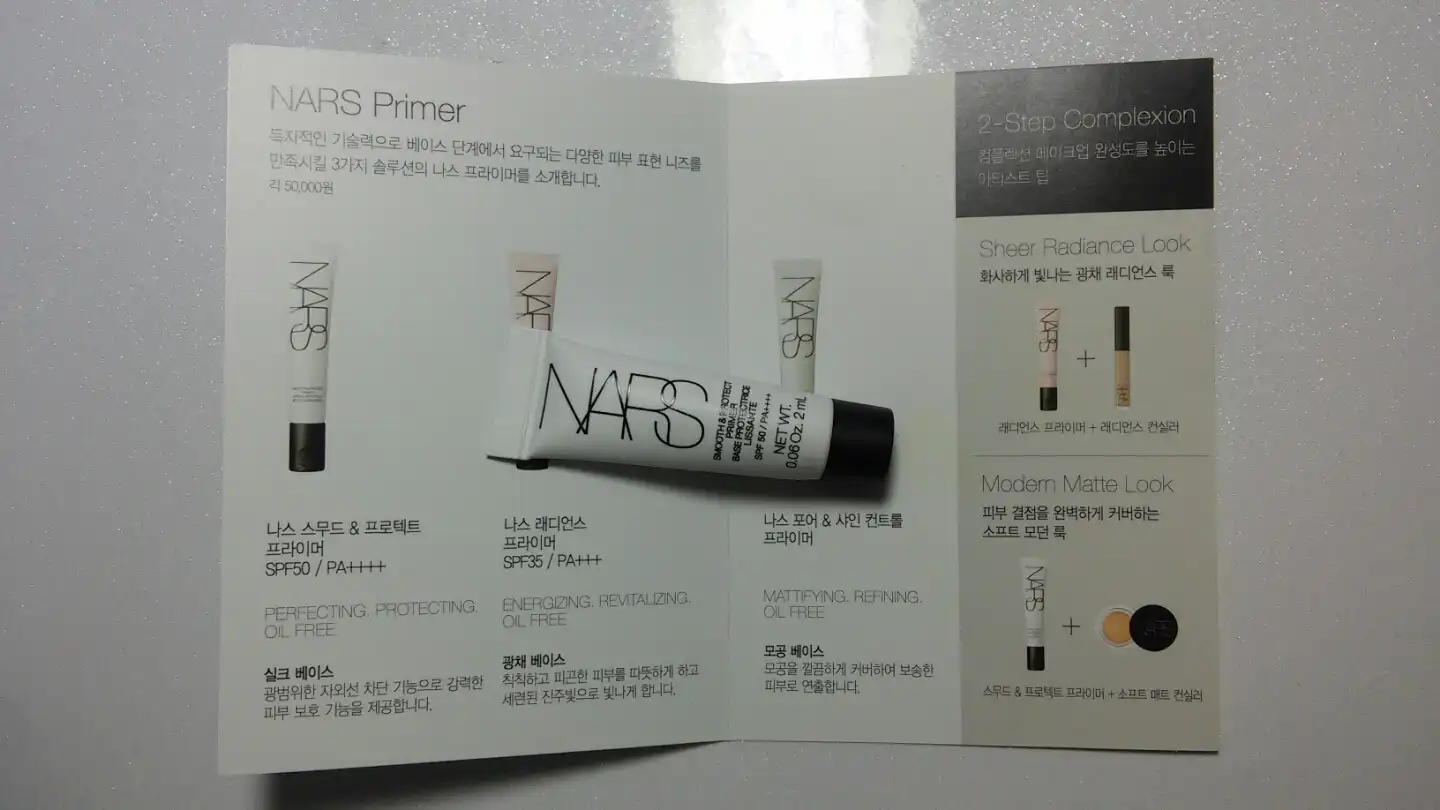 NARS Primer
독자적인 기술력으로 베이스 단계에서 요구되는 다양한 피부 표현 니즈를
만족시킬 3가지 솔루션의 나스 프라이머를 소개합니다.
각 50,000원
NARS
나스 스무드 & 프로텍트
프라이머
SPF50 / PA++++
PERFECTING. PROTECTING.
OIL FREE
실크 베이스
광범위한 자외선 차단 기능으로 강력한
피부 보호 기능을 제공합니다.
NARS
나스 래디언스
프라이머
SPF35 / PA+++
ENERGIZING. REVITALIZING.
OIL FREE
광채 베이스
칙칙하고 피곤한 피부를 따뜻하게 하고
세련된 진주빛으로 빛나게 합니다.
NARS
SMOOTH & PROTECT
PRIMER
BASE PROTECTRICE
LISSANTE
SPF 50 / PA++++
NET WT.
0.06 Oz. 2 mL
NARS
나스 포어 & 샤인 컨트롤
프라이머
MATTIFYING. REFINING.
OIL FREE
모공 베이스
모공을 깔끔하게 커버하여 보송한
피부로 연출합니다.
2-Step Complexion
컴플렉션 메이크업 완성도를 높이는
아티스트 팁
Sheer Radiance Look
화사하게 빛나는 광채 래디언스 룩
NARS
+
래디언스 프라이머 + 래디언스 컨실러
Modern Matte Look
피부 결점을 완벽하게 커버하는
소프트 모던 룩
NARS
+
스무드 & 프로텍트 프라이머 + 소프트 매트 컨실러